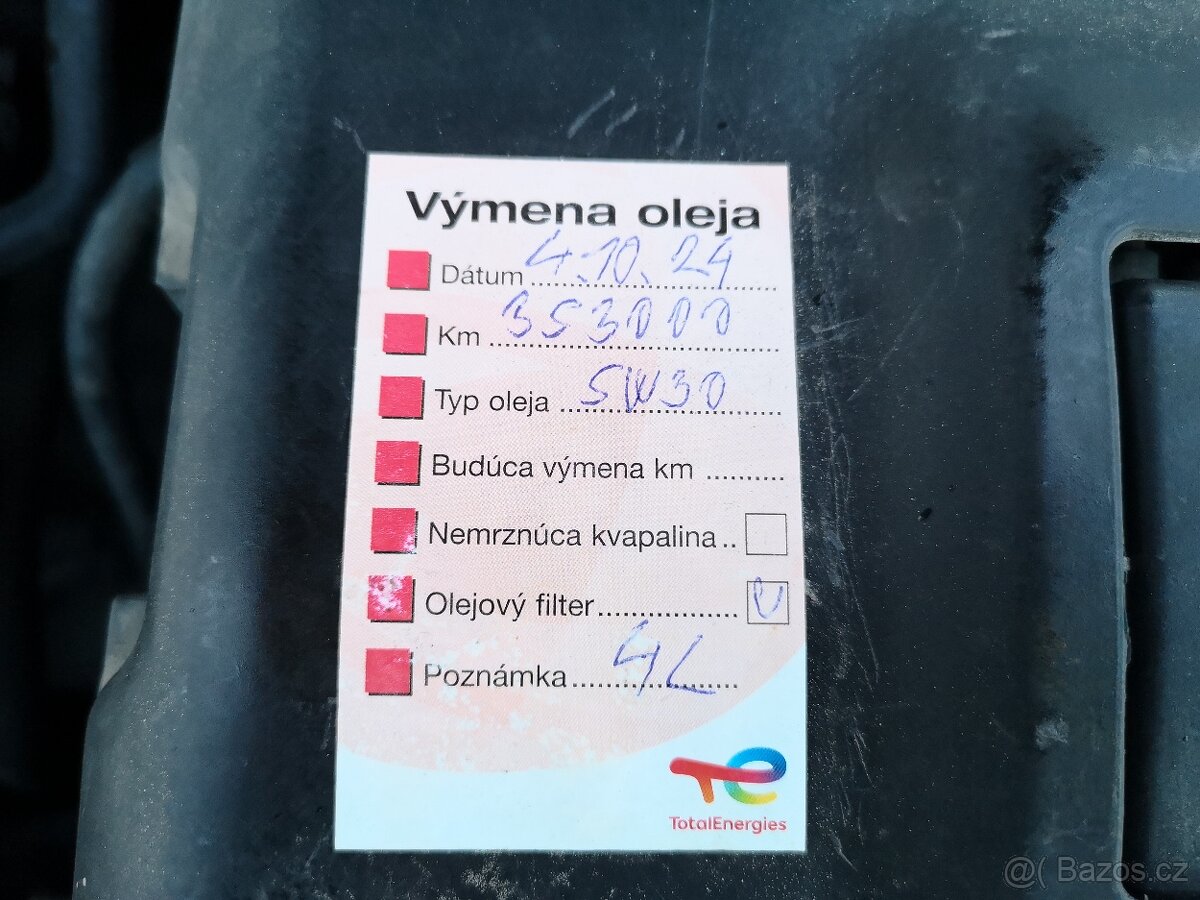 Výmena oleja
Dátum 4.10.24
Km 353000
Typ oleja 5W30
Budúca výmena km
Nemrznúca kvapalina
Olejový filter
Poznámka 4L
TotalEnergies
@( Bazos.cz